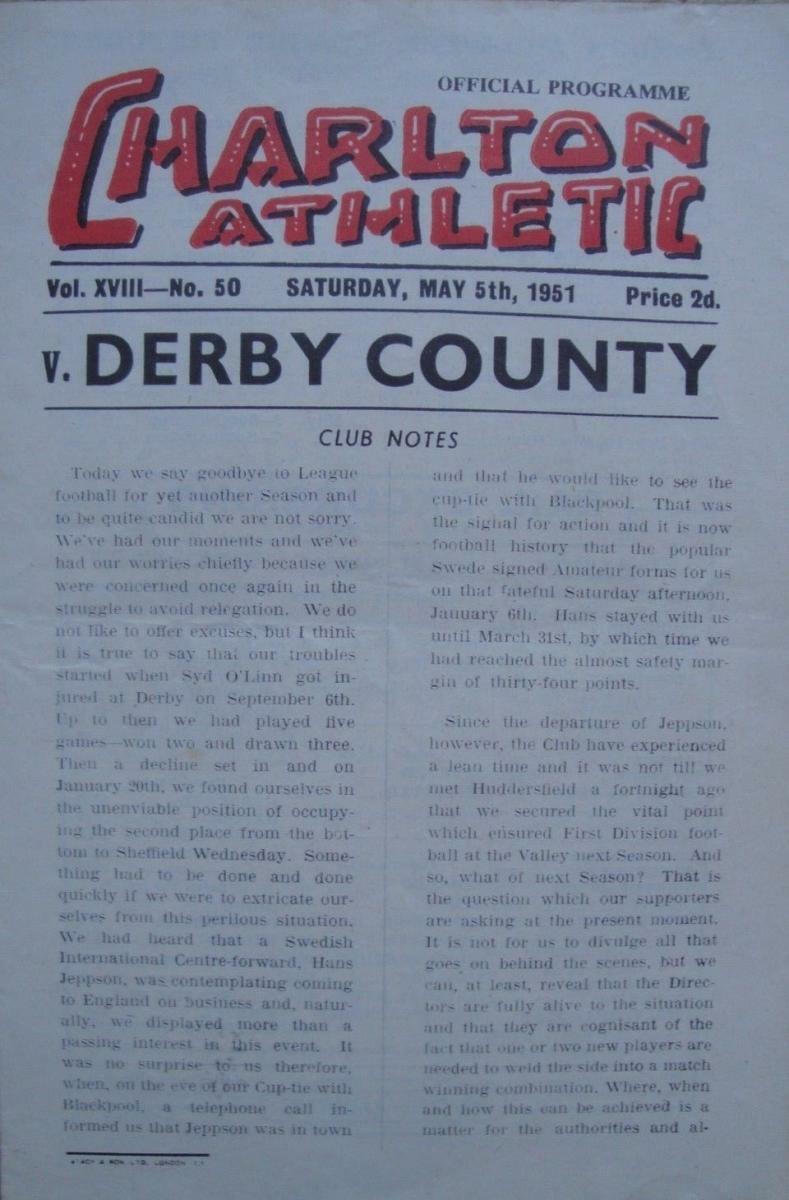 OFFICIAL PROGRAMME
CHARLTON
ATHLETIC
Vol. XVIII—No. 50 SATURDAY, MAY 5th, 1951 Price 2d.
v. DERBY COUNTY
CLUB NOTES
Today we say goodbye to League
football for yet another Season and
to be quite candid we are not sorry.
We've had our moments and we've
had our worries chiefly because we
were concerned once again in the
struggle to avoid relegation. We do
not like to offer excuses, but I think
it is true to say that our troubles
started when Syd O'Linn got in-
jured at Derby on September 6th.
Up to then we had played five
games—won two and drawn three.
Then a decline set in and on
January 20th, we found ourselves in
the unenviable position of occupy-
ing the second place from the bot-
tom to Sheffield Wednesday. Some-
thing had to be done and done
quickly if we were to extricate our-
selves from this perilous situation.
We had heard that a Swedish
International Centre-forward, Hans
Jeppson, was contemplating coming
to England on business and, natur-
ally, we displayed more than a
passing interest in this event. It
was no surprise to us therefore,
when, on the eve of our Cup-tie with
Blackpool, a telephone call in-
formed us that Jeppson was in town
and that he would like to see the
cup-tie with Blackpool. That was
the signal for action and it is now
football history that the popular
Swede signed Amateur forms for us
on that fateful Saturday afternoon,
January 6th. Hans stayed with us
until March 31st, by which time we
had reached the almost safety mar-
gin of thirty-four points.
Since the departure of Jeppson,
however, the Club have experienced
a lean time and it was not till we
met Huddersfield a fortnight ago
that we secured the vital point
which ensured First Division foot-
ball at the Valley next Season. And
so, what of next Season? That is
the question which our supporters
are asking at the present moment.
It is not for us to divulge all that
goes on behind the scenes, but we
can, at least, reveal that the Direc-
tors are fully alive to the situation
and that they are cognisant of the
fact that one or two new players are
needed to weld the side into a match
winning combination. Where, when
and how this can be achieved is a
matter for the authorities and al-
LTD, LONDON